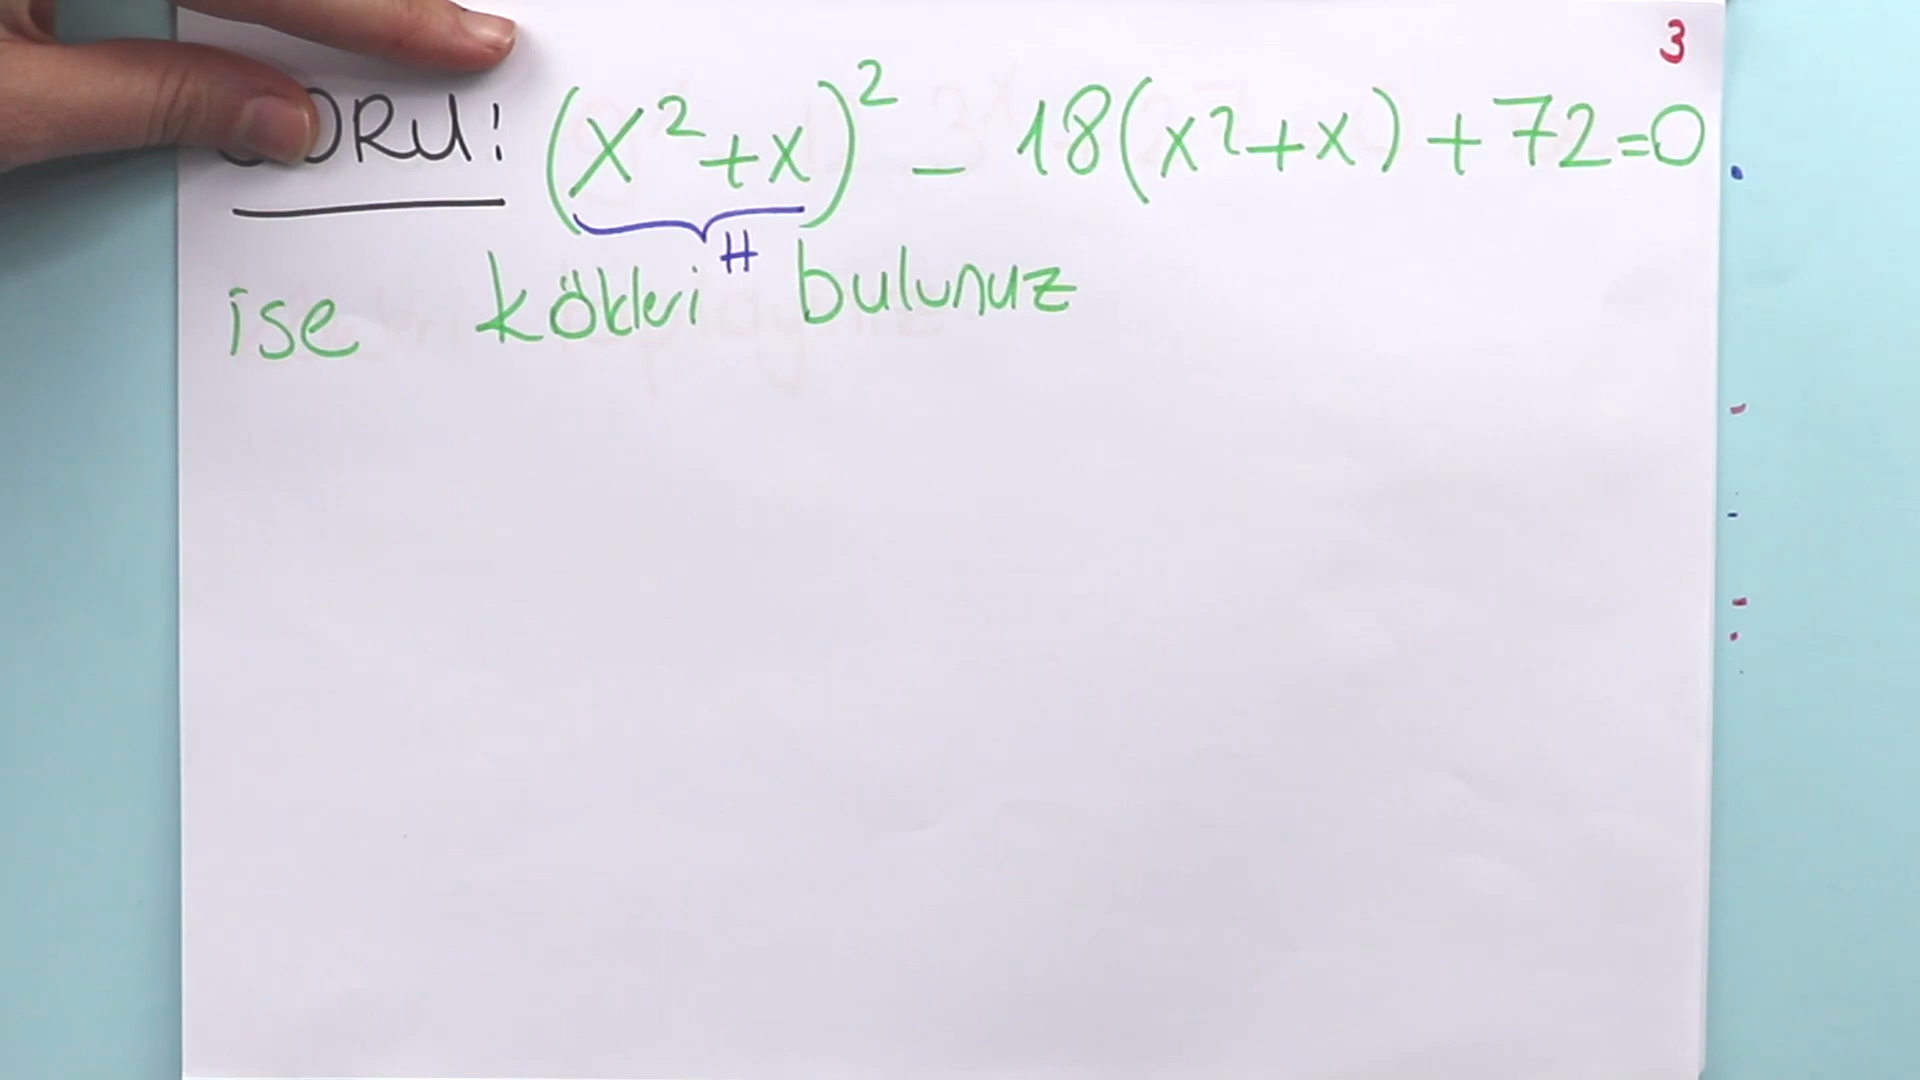 3
SORU: (x²+x)² - 18(x²+x) + 72=0
H
ise kökleri bulunuz